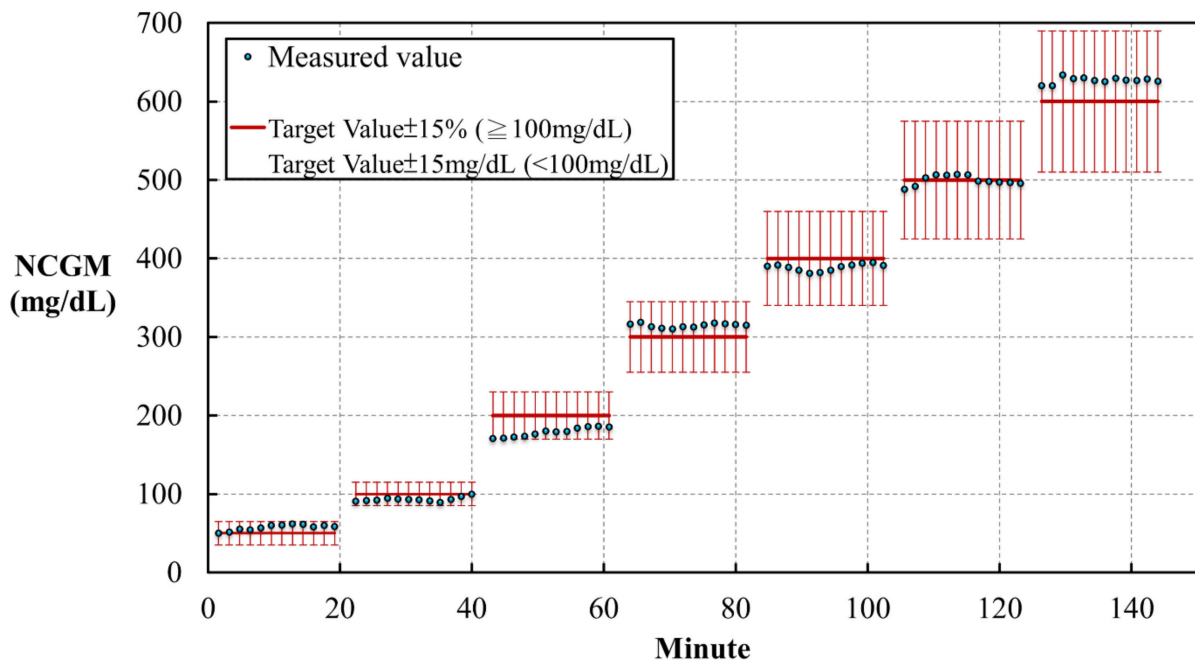 700
600
500
400
300
200
100
0
NCGM
(mg/dL)
Measured value
Target Value±15% (≧100mg/dL)
Target Value±15mg/dL (<100mg/dL)
0 20 40 60 80 100 120 140
Minute